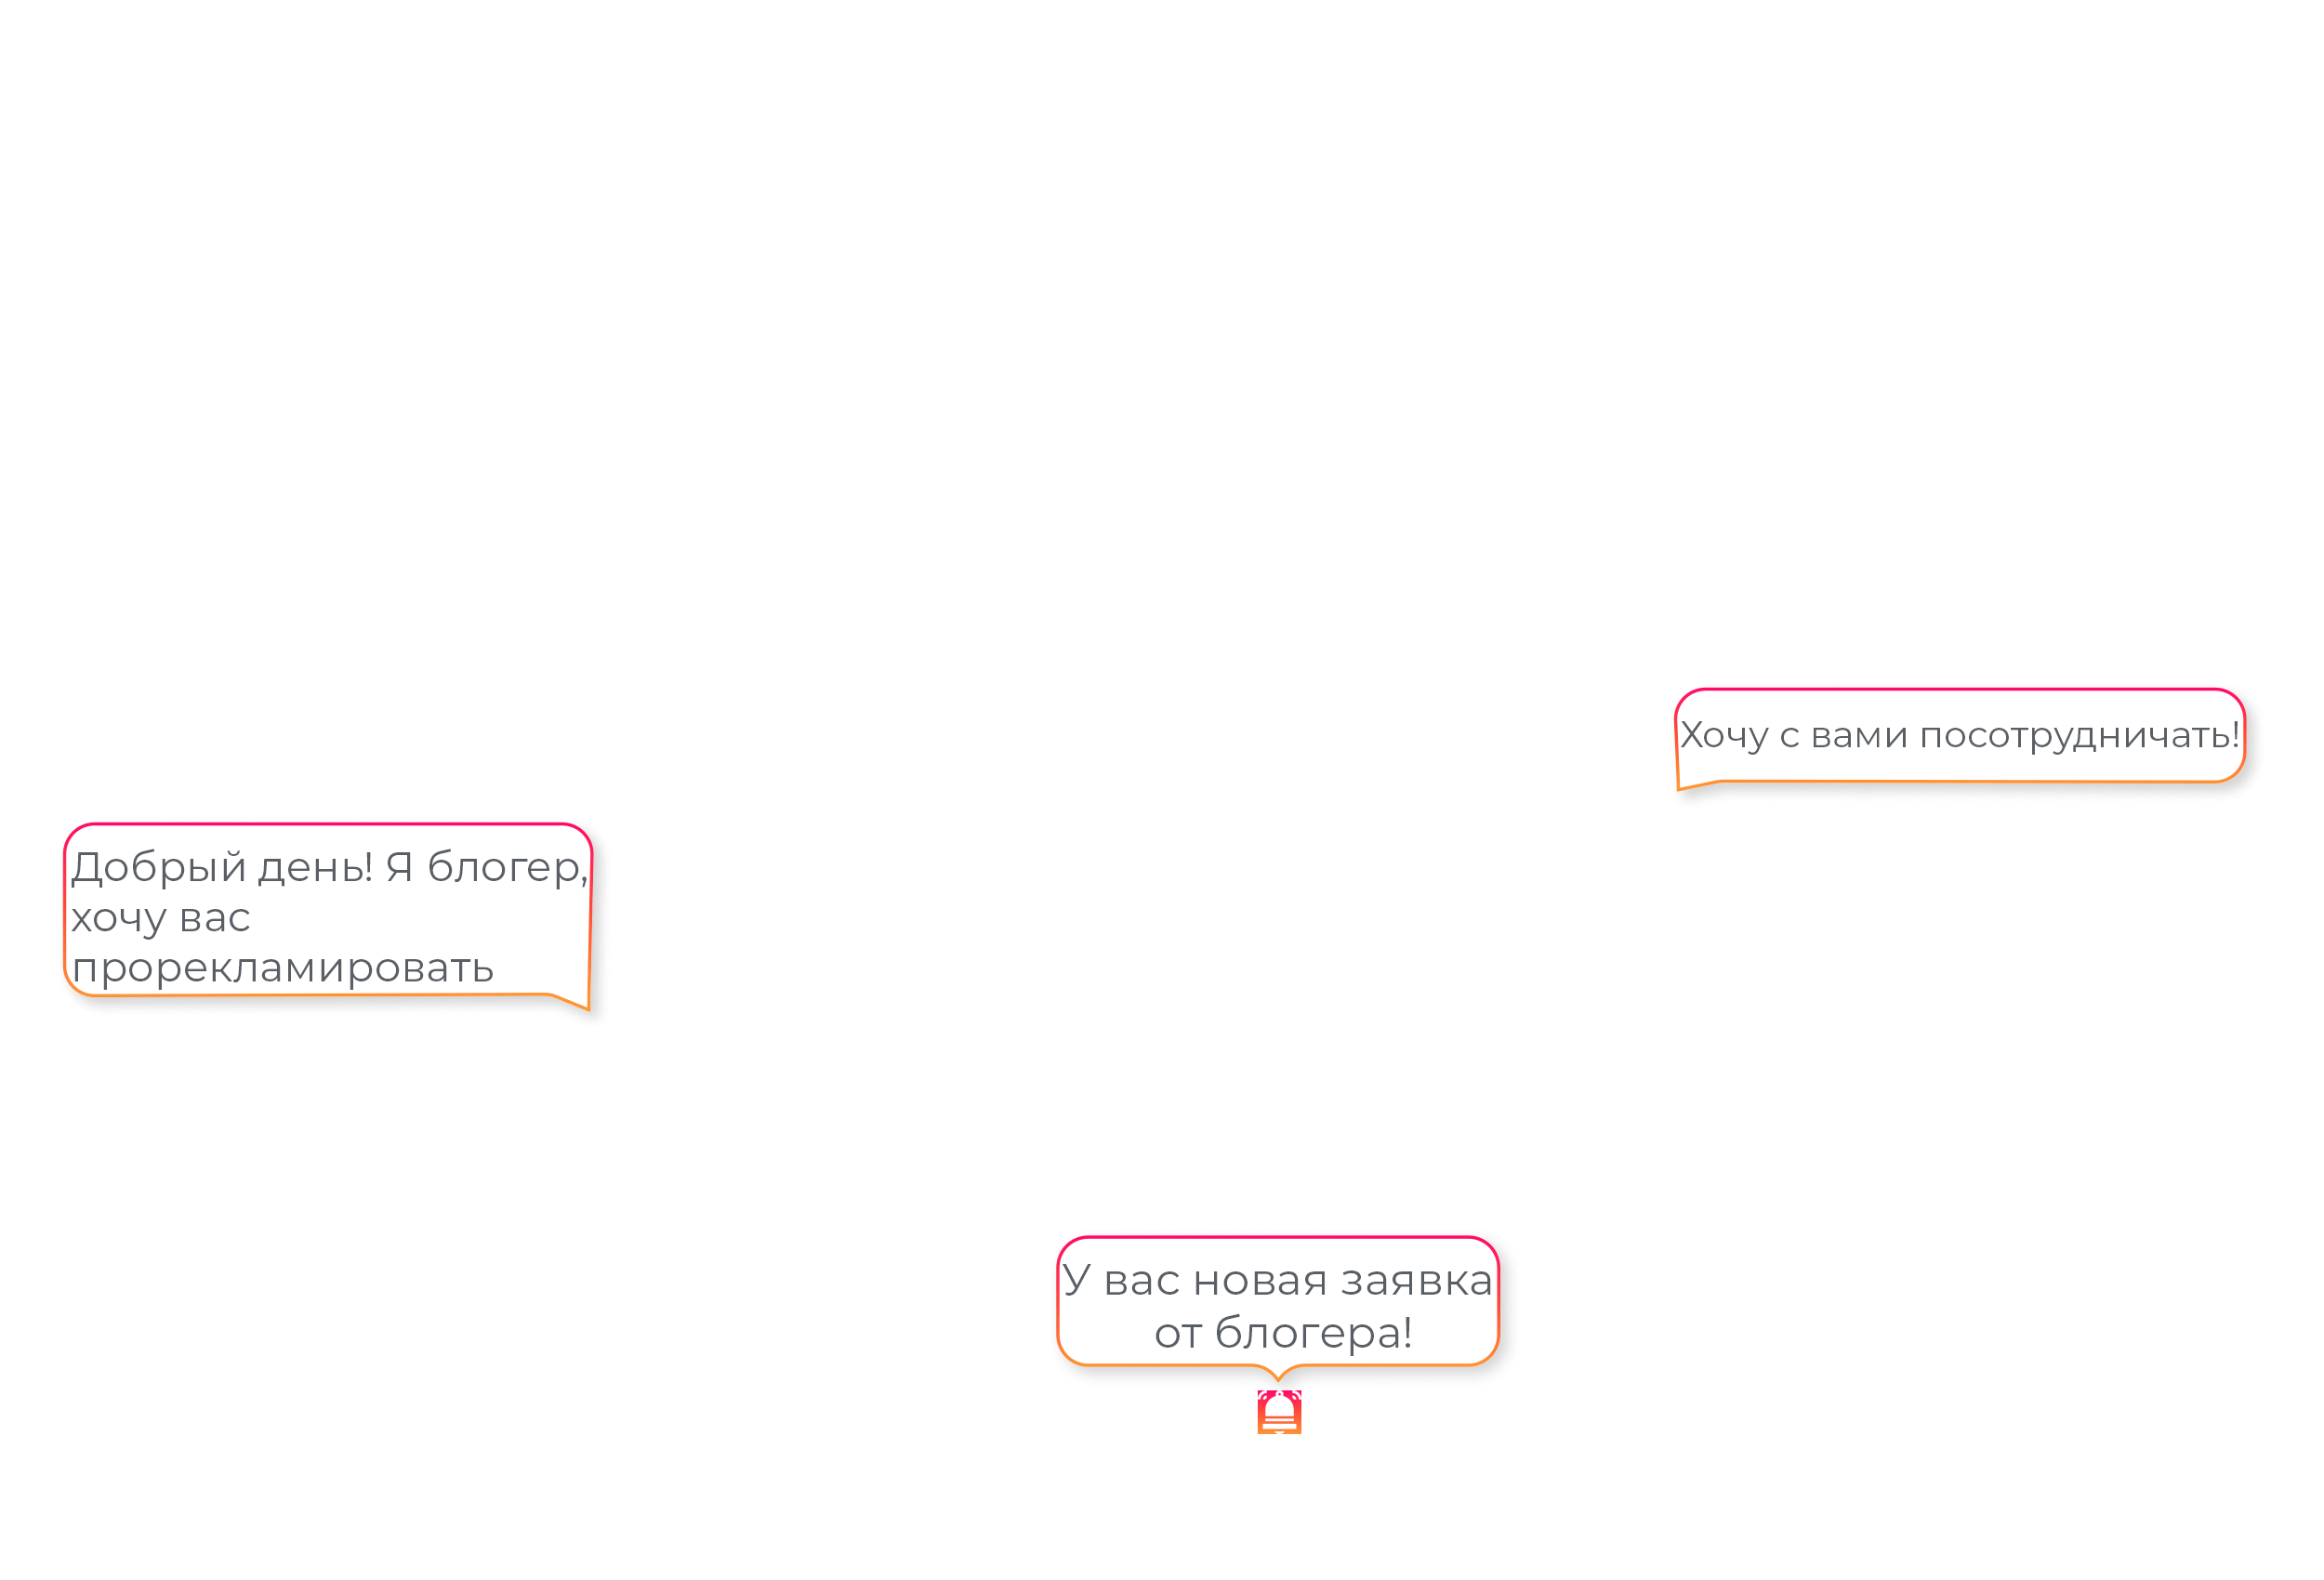 Хочу с вами посотрудничать!
Добрый день! Я блогер,
хочу вас
прорекламировать
У вас новая заявка
от блогера!